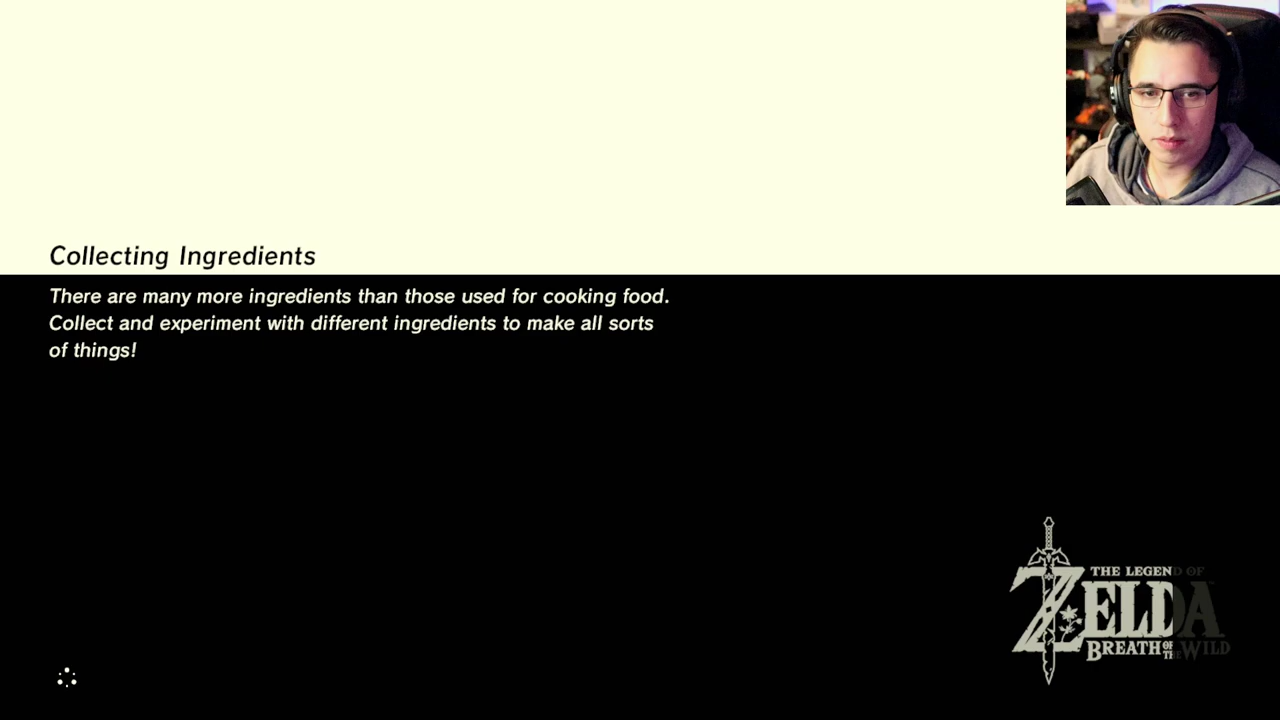 Collecting Ingredients
There are many more ingredients than those used for cooking food.
Collect and experiment with different ingredients to make all sorts
of things!
THE LEGEND OF
ZELDA
BREATH OF THE WILD